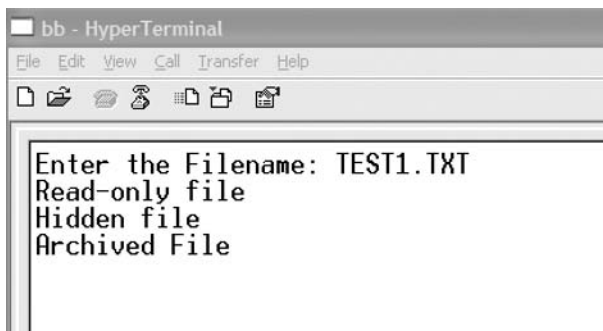 bb - HyperTerminal
File Edit View Call Transfer Help
Enter the Filename: TEST1.TXT
Read-only file
Hidden file
Archived File